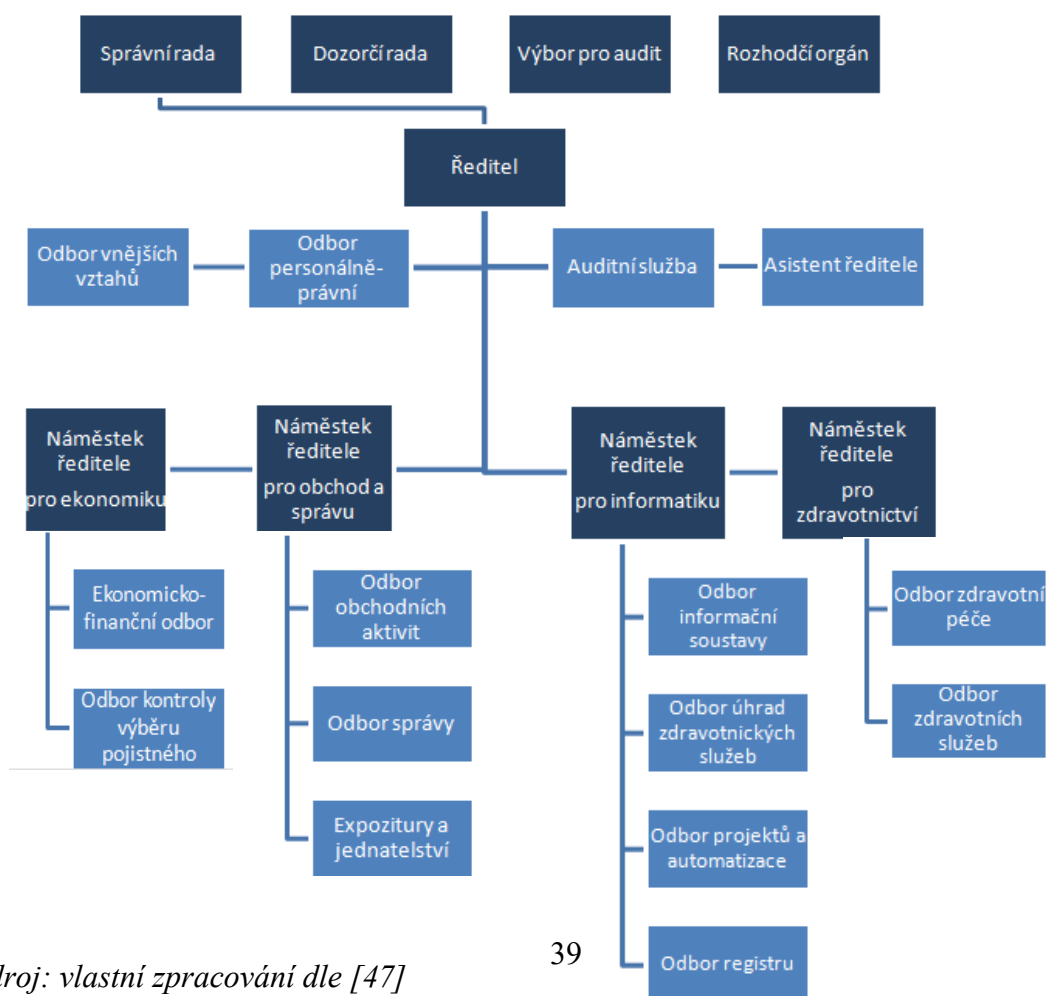 Správní rada
Dozorčí rada
Výbor pro audit
Rozhodčí orgán
Ředitel
Odbor vnějších
vztahů
Odbor
personálně-
právní
Auditní služba
Asistent ředitele
Náměstek
ředitele
pro ekonomiku
Náměstek
ředitele
pro obchod a
správu
Náměstek
ředitele
pro informatiku
Náměstek
ředitele
pro
zdravotnictví
Ekonomicko-
finanční odbor
Odbor kontroly
výběru
pojistného
Odbor
obchodních
aktivit
Odbor správy
Expozitury a
jednatelství
Odbor
informační
soustavy
Odbor úhrad
zdravotnických
služeb
Odbor projektů a
automatizace
Odbor registru
Odbor zdravotní
péče
Odbor
zdravotních
služeb
39
droj: vlastní zpracování dle [47]